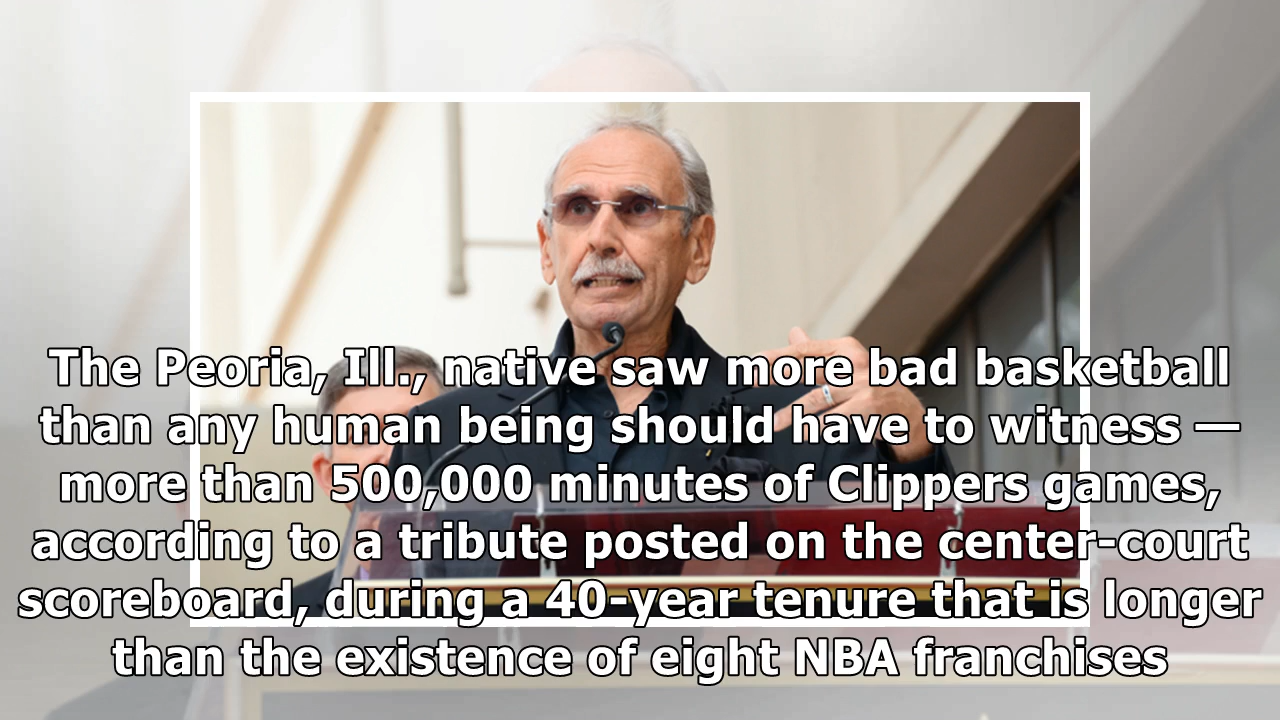 The Peoria, Ill., native saw more bad basketball
than any human being should have to witness —
more than 500,000 minutes of Clippers games,
according to a tribute posted on the center-court
scoreboard, during a 40-year tenure that is longer
than the existence of eight NBA franchises